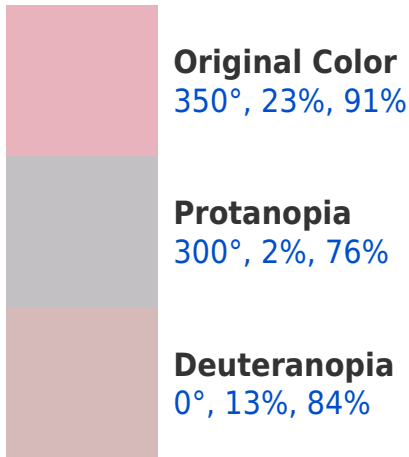 Original Color
350°, 23%, 91%
Protanopia
300°, 2%, 76%
Deuteranopia
0°, 13%, 84%